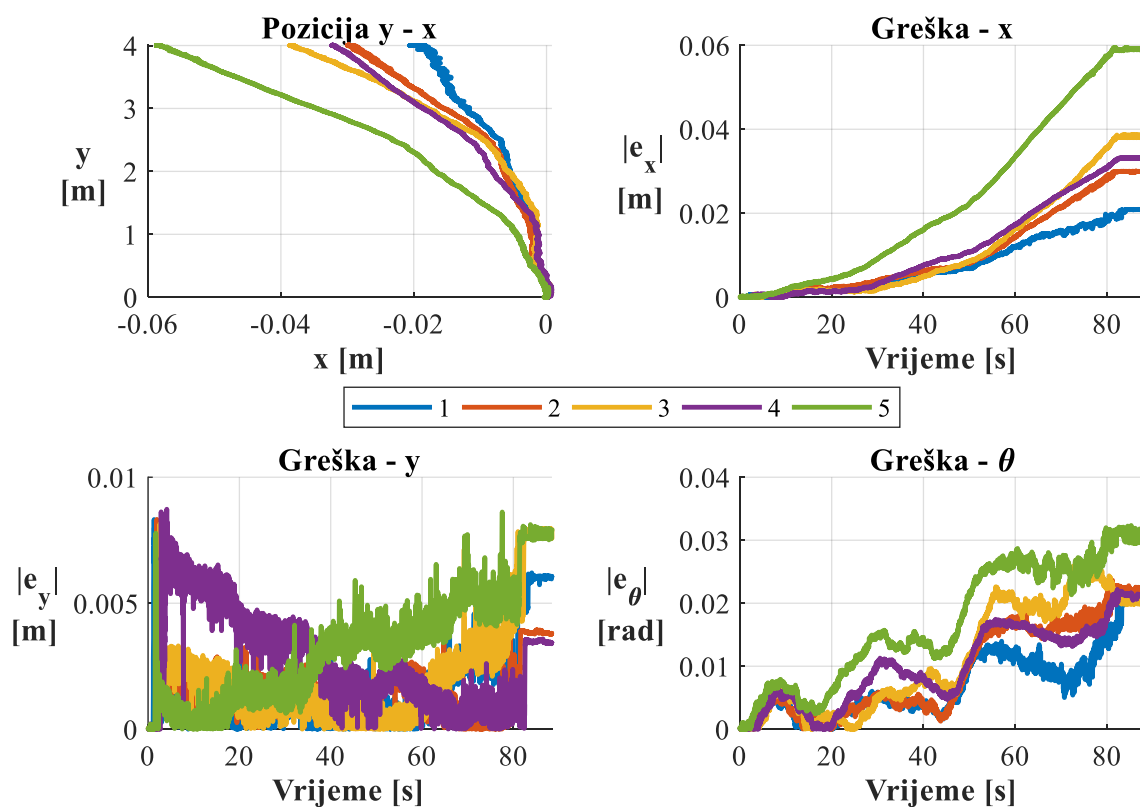 Pozicija y - x
4
3
2
1
0
y
[m]
-0.06
-0.04
-0.02
0
x [m]
Greška - x
0.06
0.04
0.02
0
|e_x|
[m]
0
20
40
60
80
Vrijeme [s]
1 2 3 4 5
Greška - y
0.01
0.005
0
|e_y|
[m]
0
20
40
60
80
Vrijeme [s]
Greška - θ
0.04
0.03
0.02
0.01
0
|e_θ|
[rad]
0
20
40
60
80
Vrijeme [s]